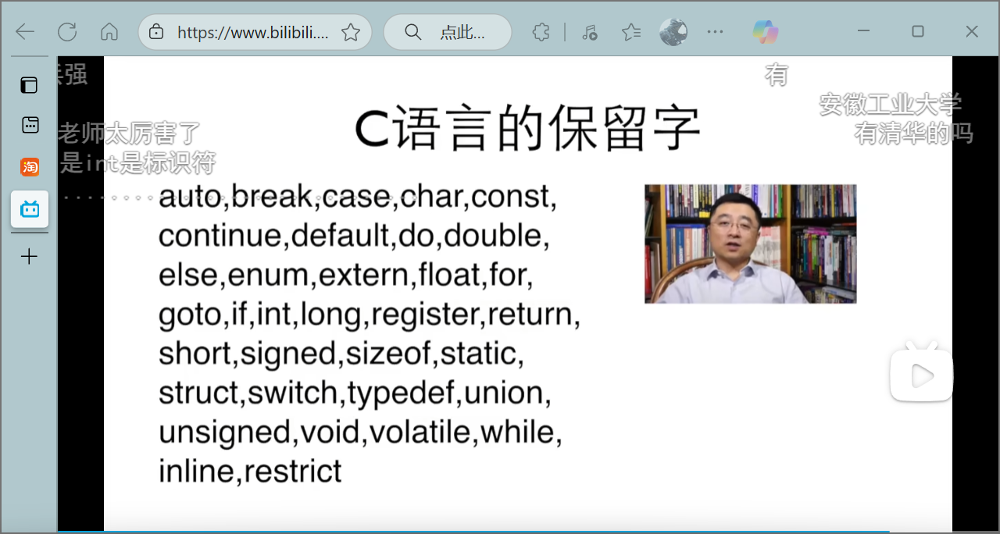 https://www.bilibili....
点此...
强
有
安徽工业大学
老师太厉害了
有清华的吗
是int是标识符
淘
C语言的保留字
auto,break,case,char,const,
continue,default,do,double,
else,enum,extern,float,for,
goto,if,int,long,register,return,
short,signed,sizeof,static,
struct,switch,typedef,union,
unsigned,void,volatile,while,
inline,restrict